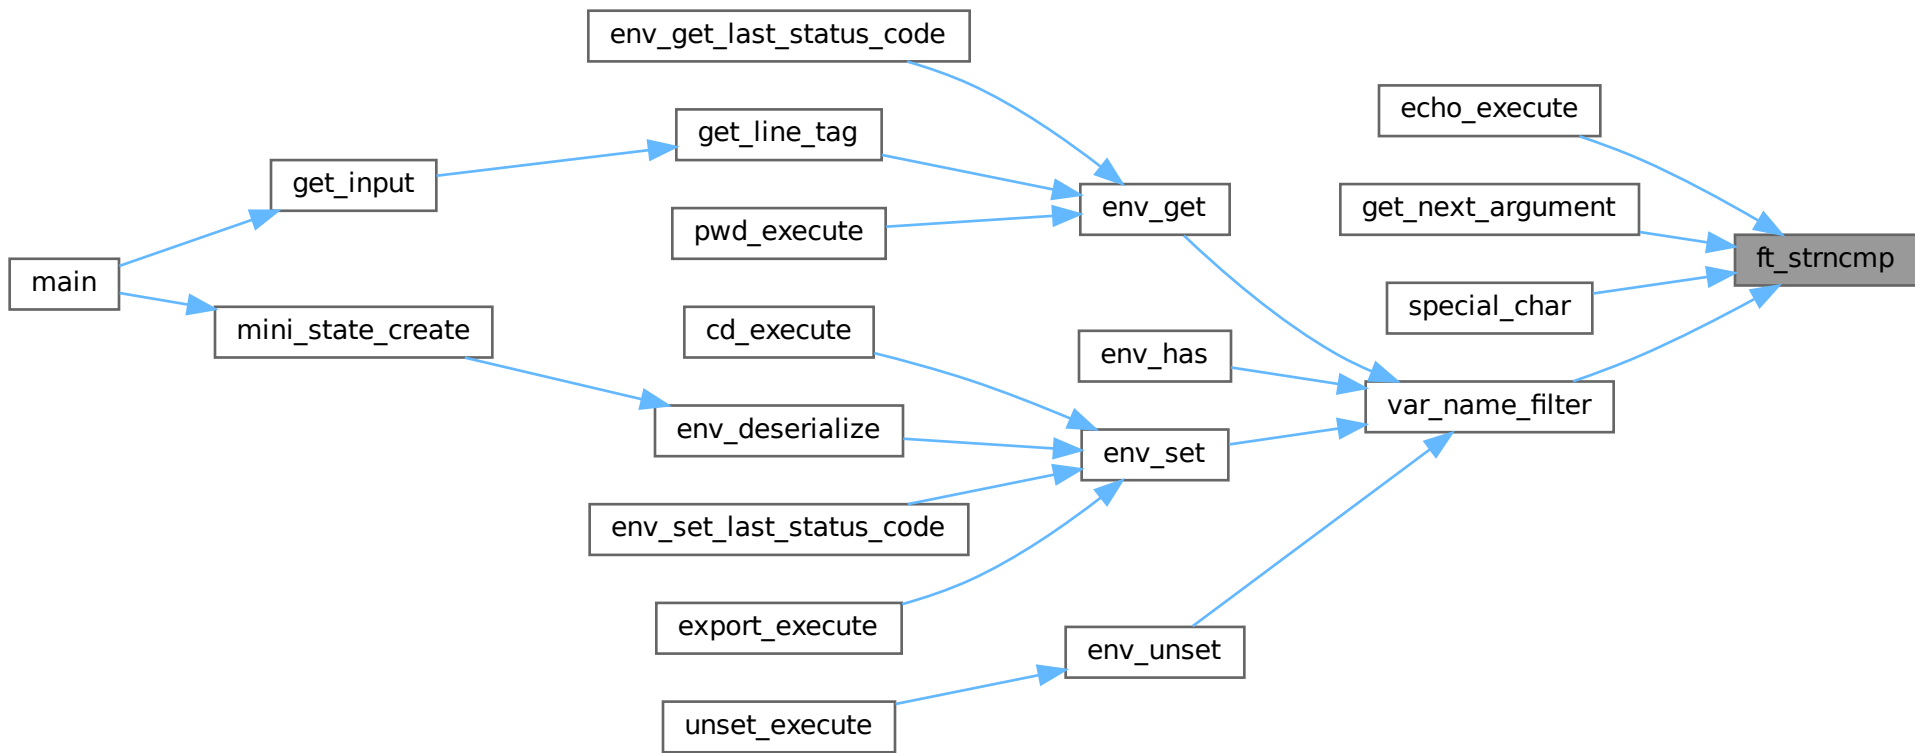 env_get_last_status_code
echo_execute
get_line_tag
get_input
env_get
get_next_argument
pwd_execute
ft_strncmp
main
special_char
mini_state_create
cd_execute
env_has
var_name_filter
env_deserialize
env_set
env_set_last_status_code
export_execute
env_unset
unset_execute